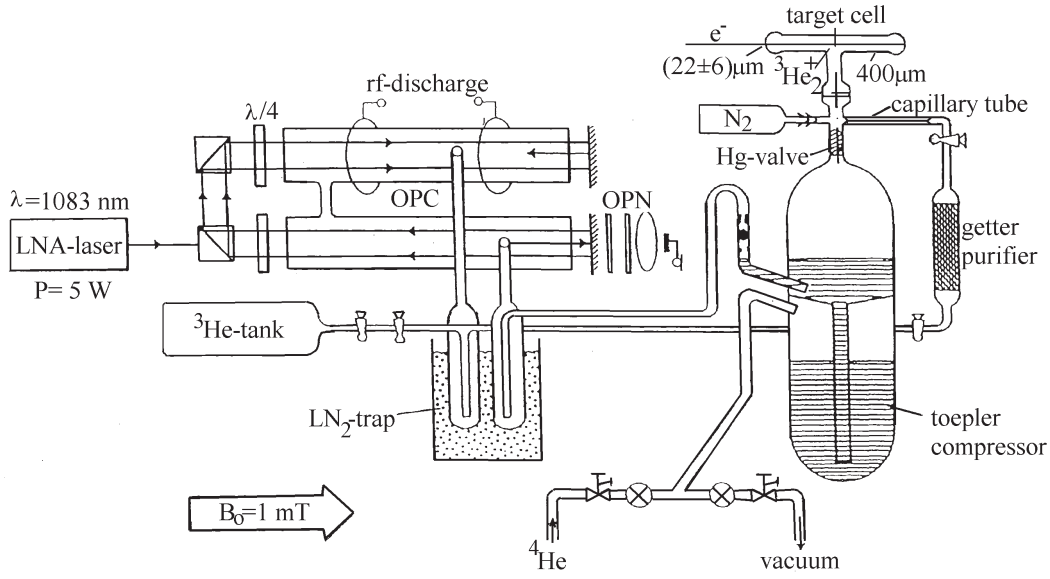 target cell
e-
(22±6)μm
3He2+
400μm
capillary tube
N2
Hg-valve
rf-discharge
λ/4
λ=1083 nm
LNA-laser
P= 5 W
OPC
OPN
getter
purifier
3He-tank
LN2-trap
toepler
compressor
B0=1 mT
4He
vacuum